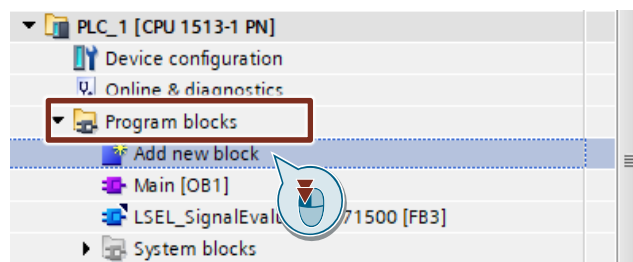 PLC_1 [CPU 1513-1 PN]
Device configuration
Online & diagnostics
Program blocks
Add new block
Main [OB1]
LSEL_SignalEvalu 71500 [FB3]
System blocks